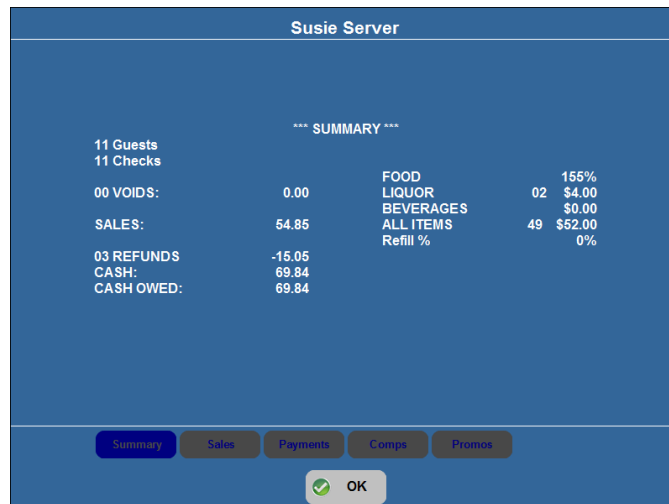 Susie Server
*** SUMMARY ***
11 Guests
11 Checks
FOOD 155%
00 VOIDS: 0.00 LIQUOR 02 $4.00
BEVERAGES $0.00
SALES: 54.85 ALL ITEMS 49 $52.00
Refill % 0%
03 REFUNDS -15.05
CASH: 69.84
CASH OWED: 69.84
Summary Sales Payments Comps Promos
OK